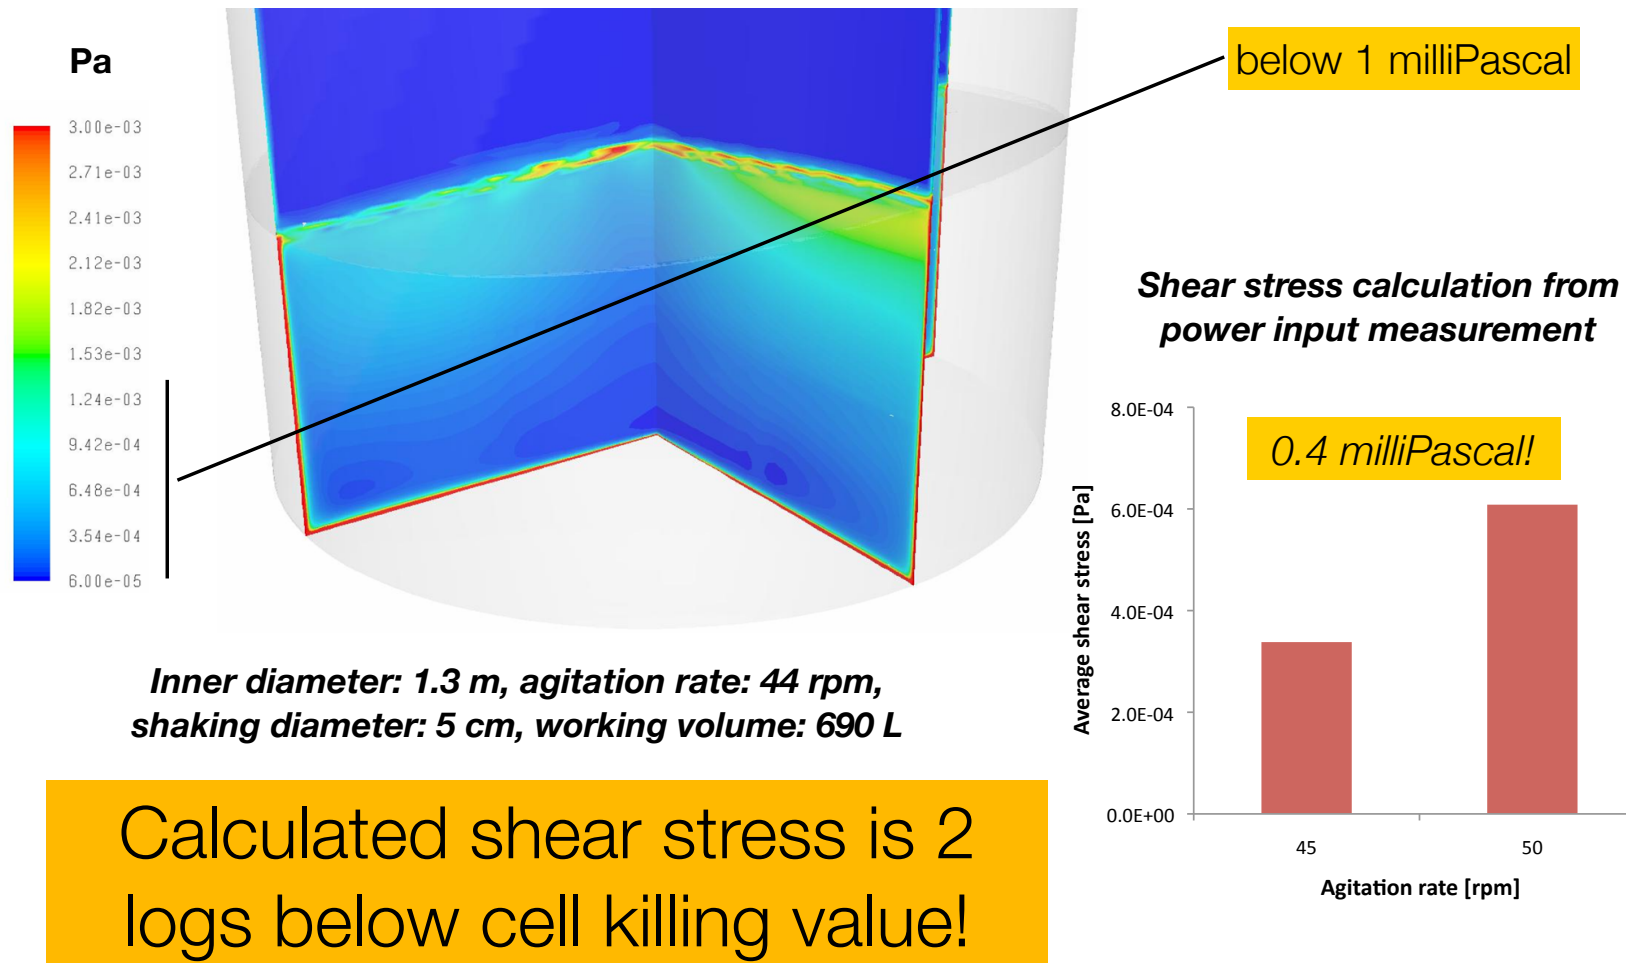 Pa
3.00e-03
2.71e-03
2.41e-03
2.12e-03
1.82e-03
1.53e-03
1.24e-03
9.42e-04
6.48e-04
3.54e-04
6.00e-05
below 1 milliPascal
Inner diameter: 1.3 m, agitation rate: 44 rpm,
shaking diameter: 5 cm, working volume: 690 L
Calculated shear stress is 2
logs below cell killing value!
Shear stress calculation from
power input measurement
0.4 milliPascal!
Average shear stress [Pa]
8.0E-04
6.0E-04
4.0E-04
2.0E-04
0.0E+00
45
50
Agitation rate [rpm]